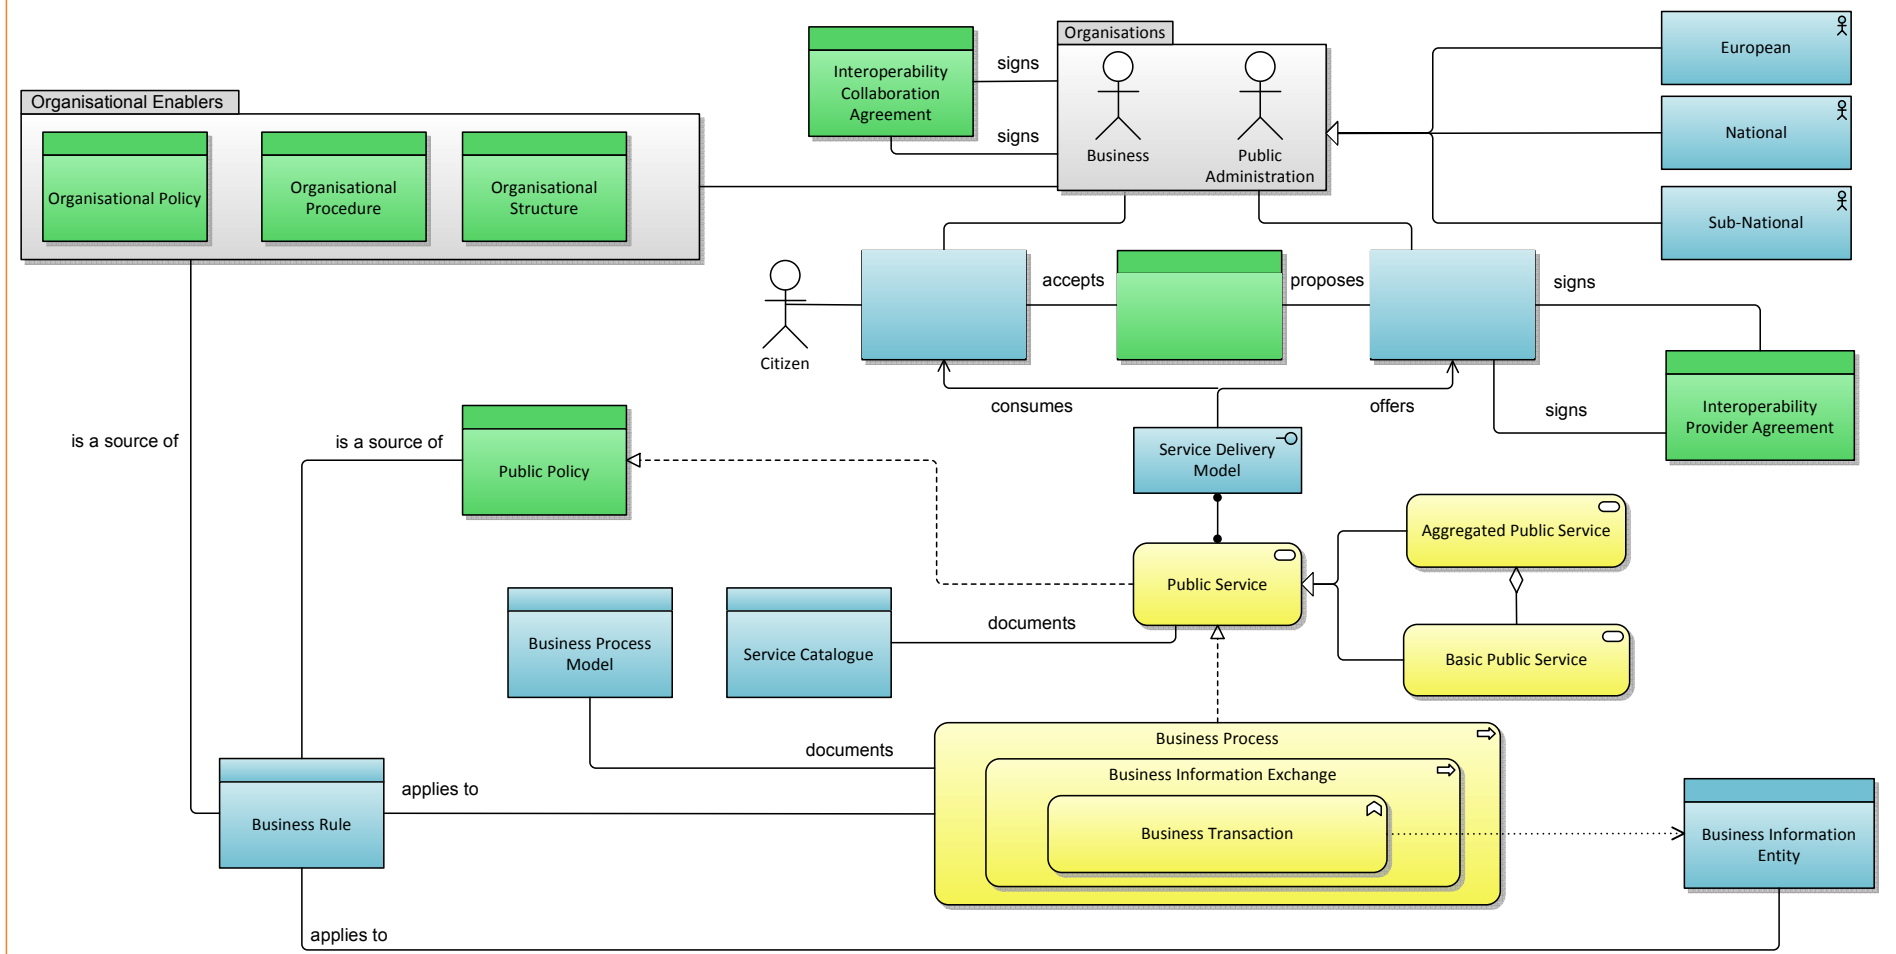 Organisations
European
signs
Interoperability
Collaboration
Agreement
Organisational Enablers
National
signs
Business
Public
Administration
Organisational Policy
Organisational
Procedure
Organisational
Structure
Sub-National
accepts
proposes
signs
Citizen
consumes
offers
signs
Interoperability
Provider Agreement
is a source of
is a source of
Public Policy
Service Delivery
Model
Aggregated Public Service
Public Service
documents
Business Process
Model
Service Catalogue
Basic Public Service
documents
Business Process
Business Information Exchange
applies to
Business Rule
Business Transaction
Business Information
Entity
applies to